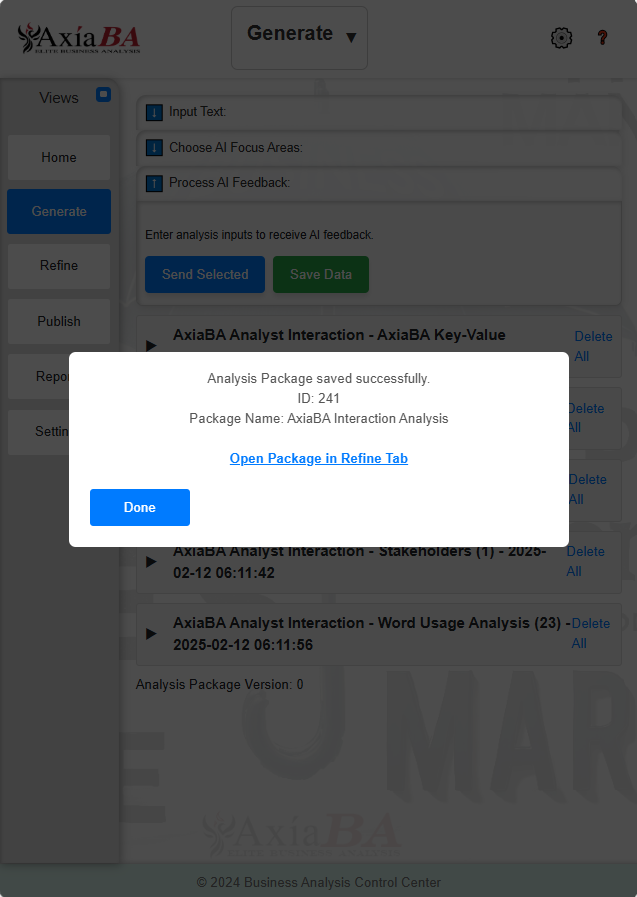 AxíaBA
ELITE BUSINESS ANALYSIS
Generate ▼
?
Views
Home
Generate
Refine
Publish
Settin
↓ Input Text:
↓ Choose AI Focus Areas:
↑ Process AI Feedback:
Enter analysis inputs to receive AI feedback.
Send Selected
Save Data
▶ AxiaBA Analyst Interaction - AxiaBA Key-Value
Delete
All
Analysis Package saved successfully.
ID: 241
Package Name: AxiaBA Interaction Analysis
Open Package in Refine Tab
Done
Delete
All
Delete
All
▶ AxiaBA Analyst Interaction - Stakeholders (1) - 2025-
02-12 06:11:42
Delete
All
▶ AxiaBA Analyst Interaction - Word Usage Analysis (23) -
2025-02-12 06:11:56
Delete
All
Analysis Package Version: 0
MAR
AxiaBA
ELITE BUSINESS ANALYSIS
© 2024 Business Analysis Control Center